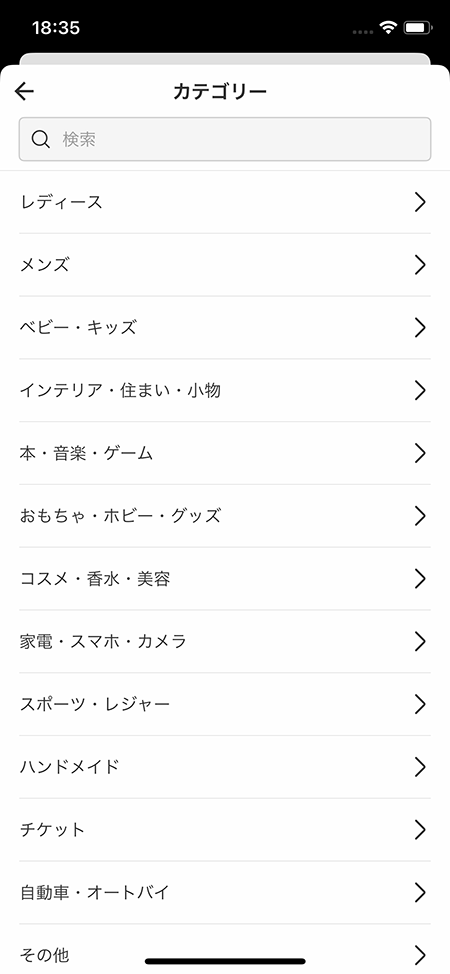 18:35
カテゴリー
検索
レディース
メンズ
ベビー・キッズ
インテリア・住まい・小物
本・音楽・ゲーム
おもちゃ・ホビー・グッズ
コスメ・香水・美容
家電・スマホ・カメラ
スポーツ・レジャー
ハンドメイド
チケット
自動車・オートバイ
その他